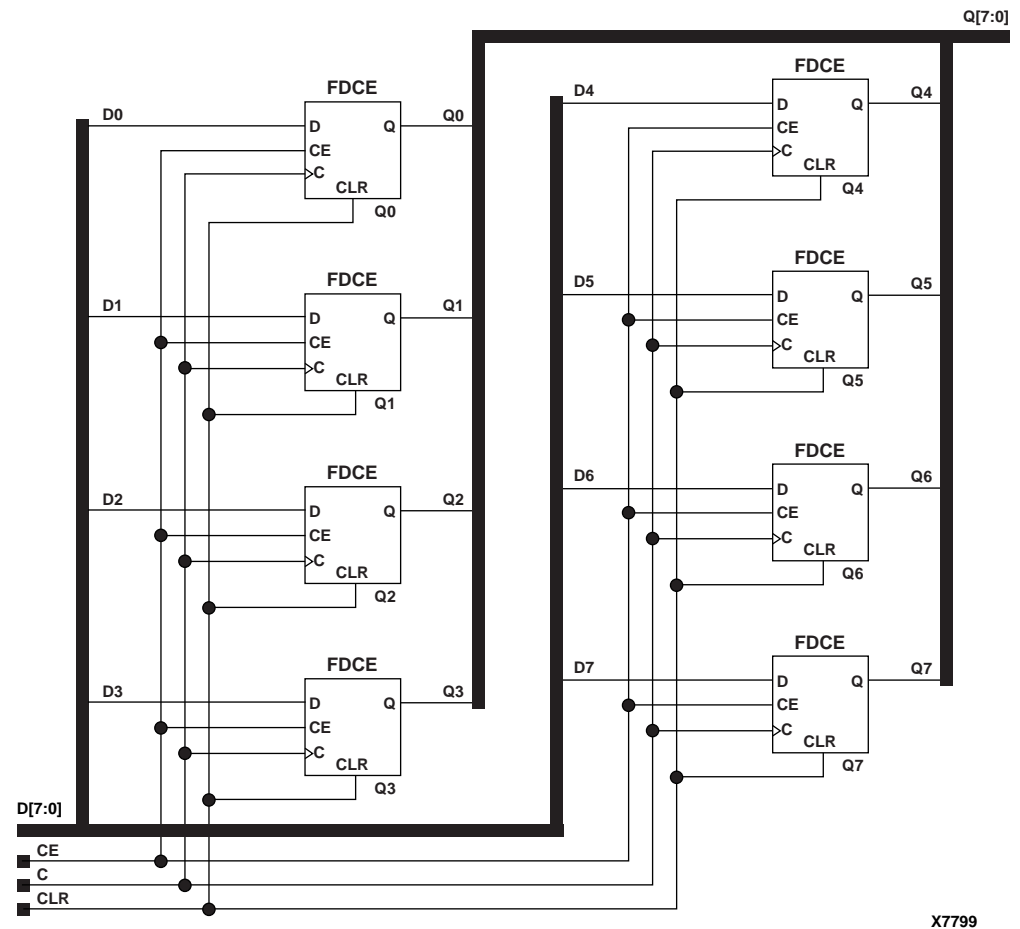 Q[7:0]
FDCE
D0
D
Q
Q0
CE
C
CLR
Q0
FDCE
D1
D
Q
Q1
CE
C
CLR
Q1
FDCE
D2
D
Q
Q2
CE
C
CLR
Q2
FDCE
D3
D
Q
Q3
CE
C
CLR
Q3
FDCE
D4
D
Q
Q4
CE
C
CLR
Q4
FDCE
D5
D
Q
Q5
CE
C
CLR
Q5
FDCE
D6
D
Q
Q6
CE
C
CLR
Q6
FDCE
D7
D
Q
Q7
CE
C
CLR
Q7
D[7:0]
CE
C
CLR
X7799